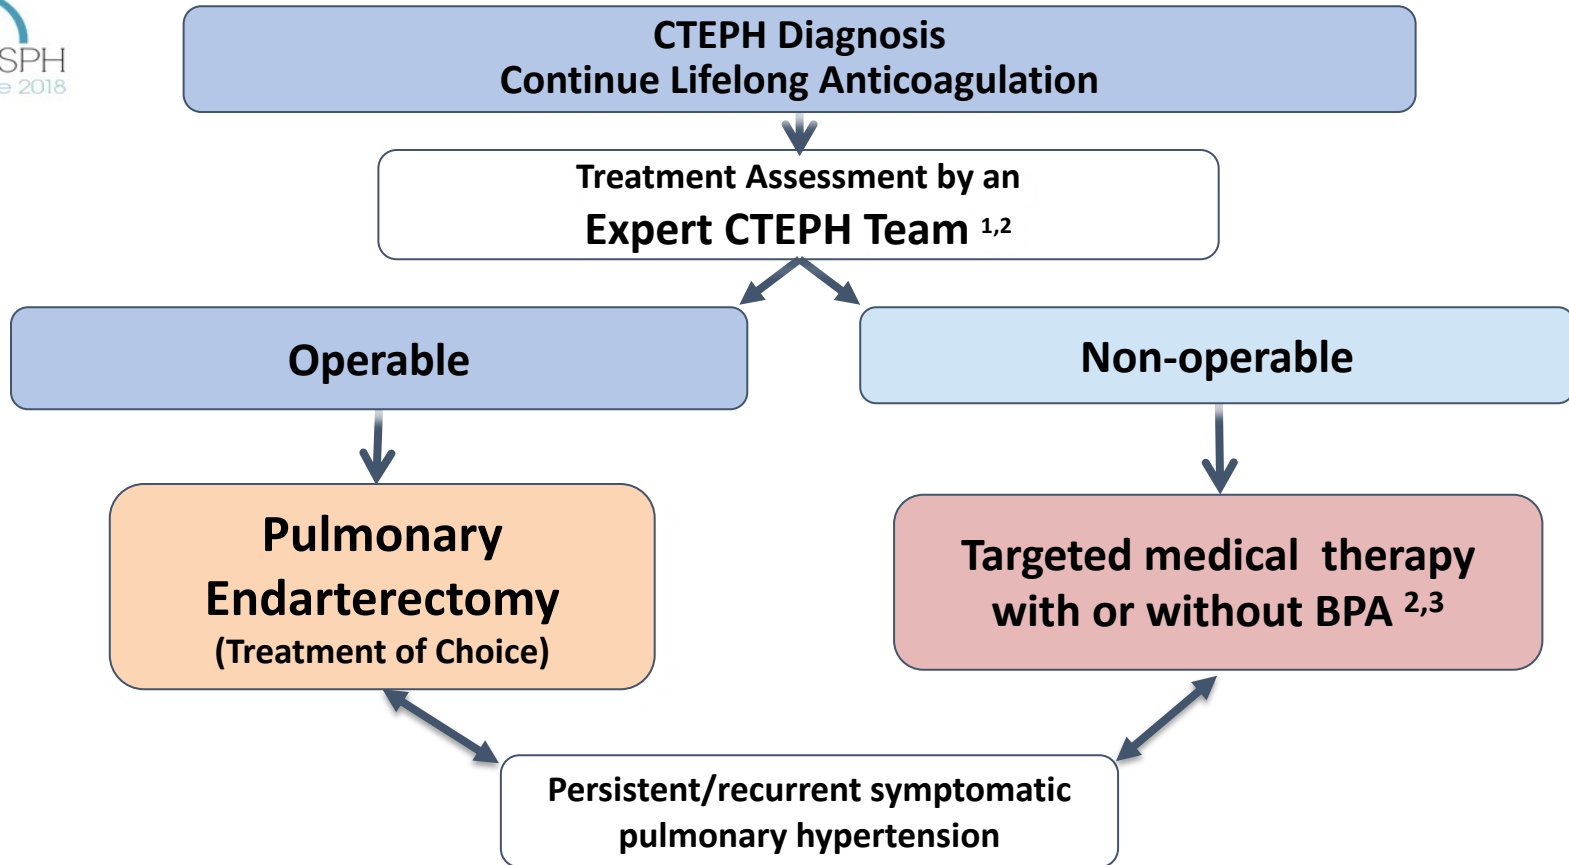 SPH
2018
CTEPH Diagnosis
Continue Lifelong Anticoagulation
Treatment Assessment by an
Expert CTEPH Team 1,2
Operable
Non-operable
Pulmonary
Endarterectomy
(Treatment of Choice)
Targeted medical therapy
with or without BPA 2,3
Persistent/recurrent symptomatic
pulmonary hypertension